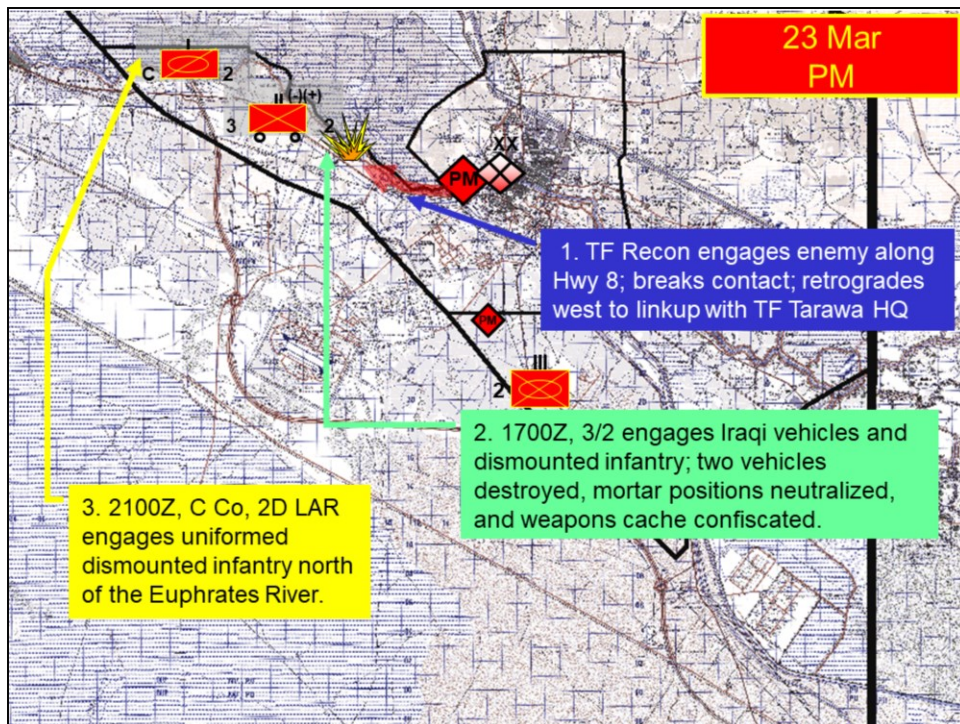 23 Mar
PM
I
C 2
II (-)(+)
3 2
XX
PM
1. TF Recon engages enemy along
Hwy 8; breaks contact; retrogrades
west to linkup with TF Tarawa HQ
PM
III
2
2. 1700Z, 3/2 engages Iraqi vehicles and
dismounted infantry; two vehicles
destroyed, mortar positions neutralized,
and weapons cache confiscated.
3. 2100Z, C Co, 2D LAR
engages uniformed
dismounted infantry north
of the Euphrates River.